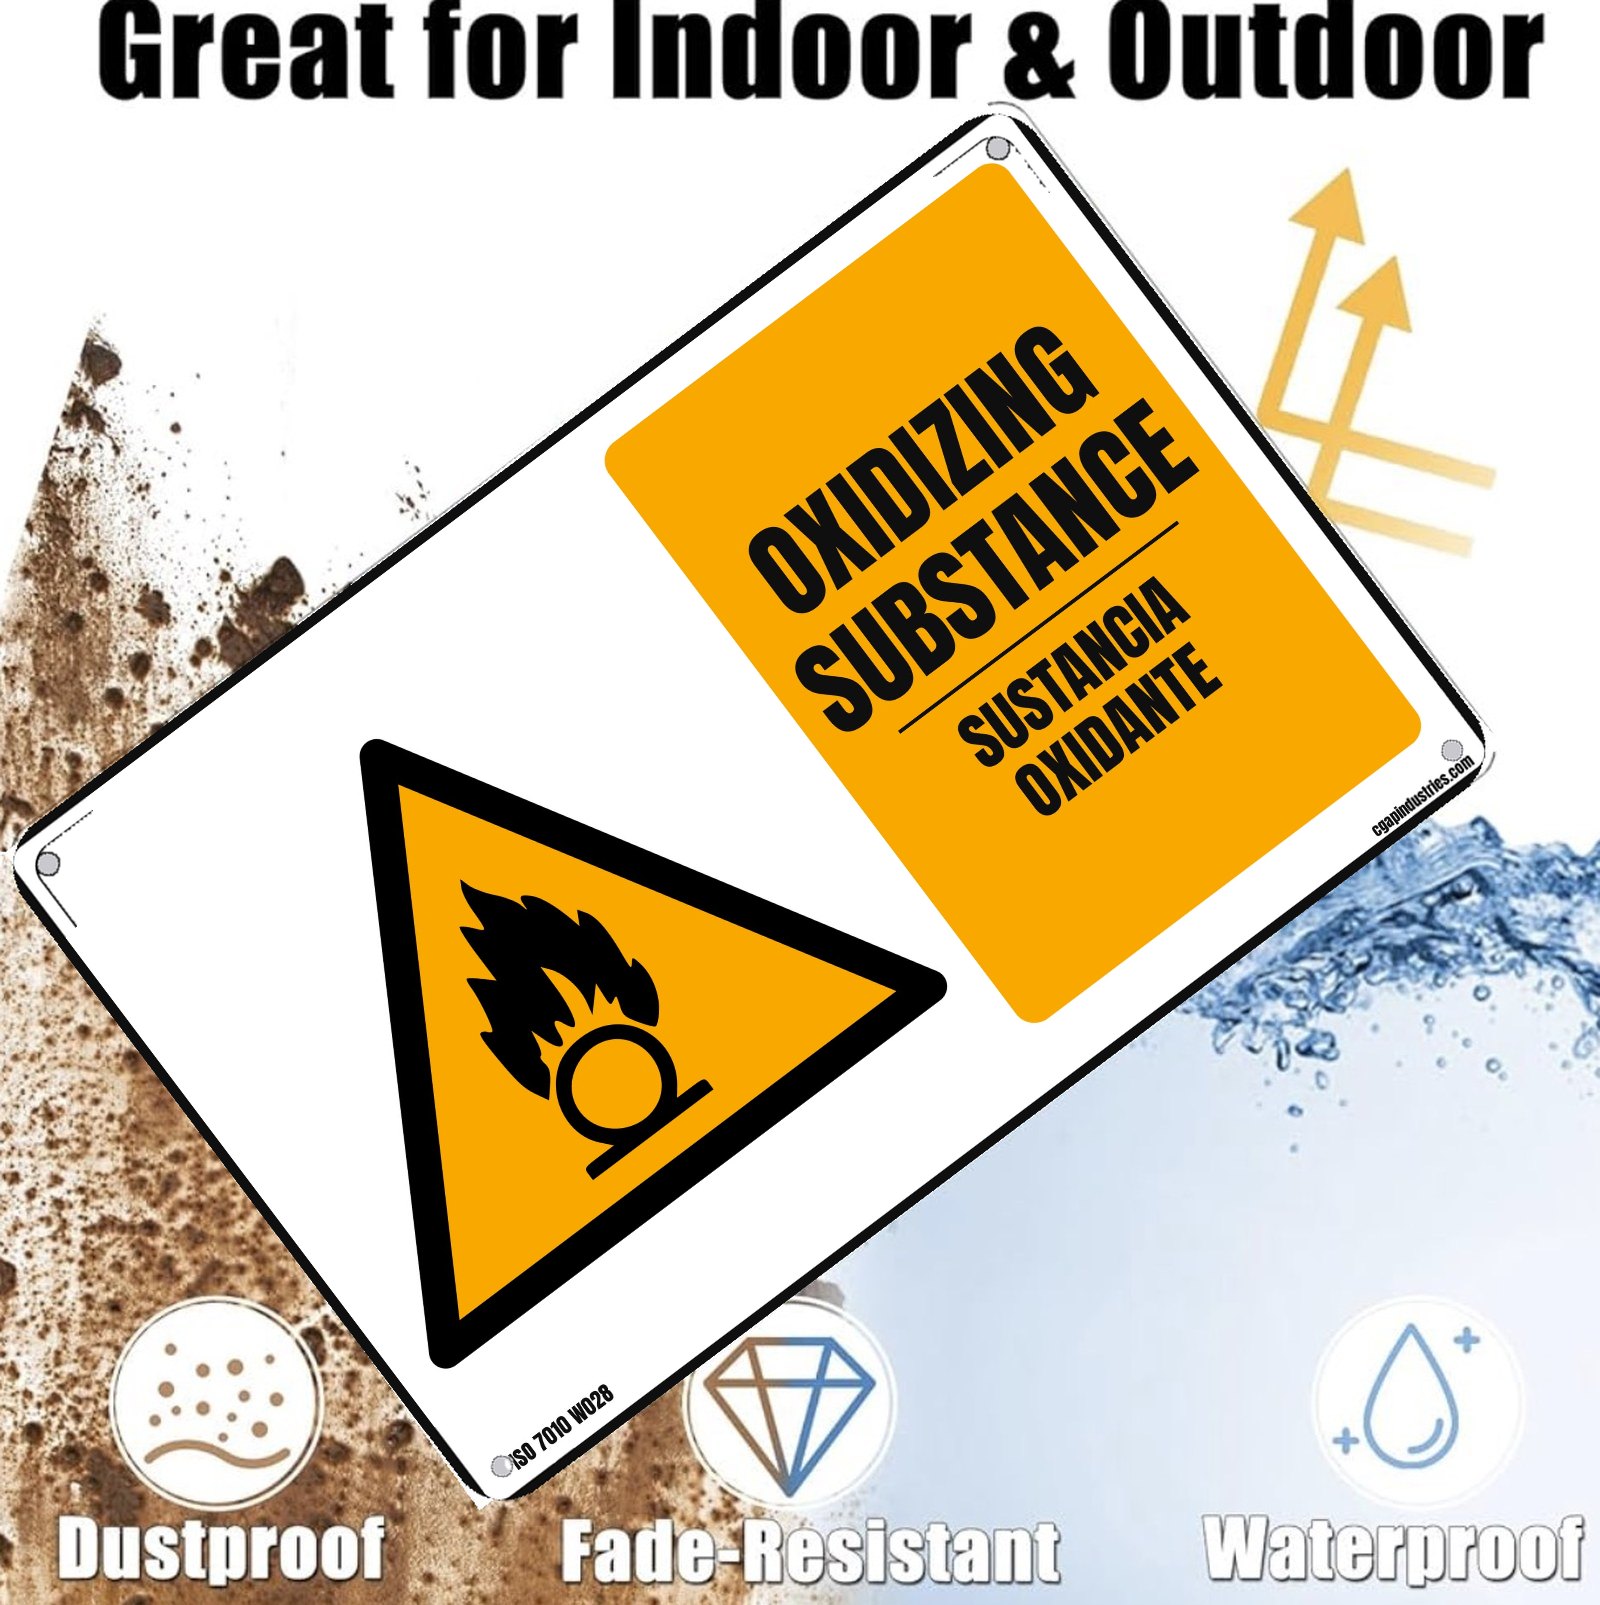 Great for Indoor & Outdoor
OXIDIZING
SUBSTANCE
SUSTANCIA
OXIDANTE
cgapindustries.com
ISO 7010 W028
Dustproof
Fade-Resistant
Waterproof